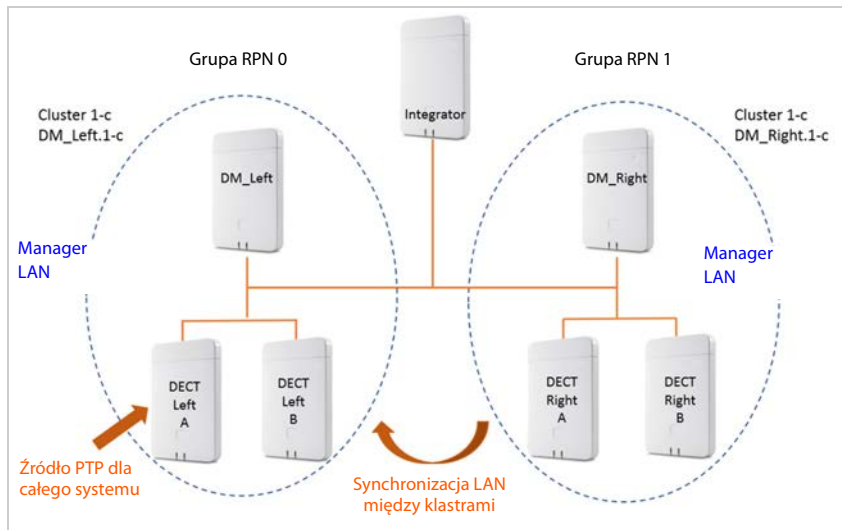 Grupa RPN 0
Grupa RPN 1
Integrator
Cluster 1-c
DM_Left.1-c
Cluster 1-c
DM_Right.1-c
DM_Left
DM_Right
Manager
LAN
Manager
LAN
DECT
Left
A
DECT
Left
B
DECT
Right
A
DECT
Right
B
Źródło PTP dla
całego systemu
Synchronizacja LAN
między klastrami